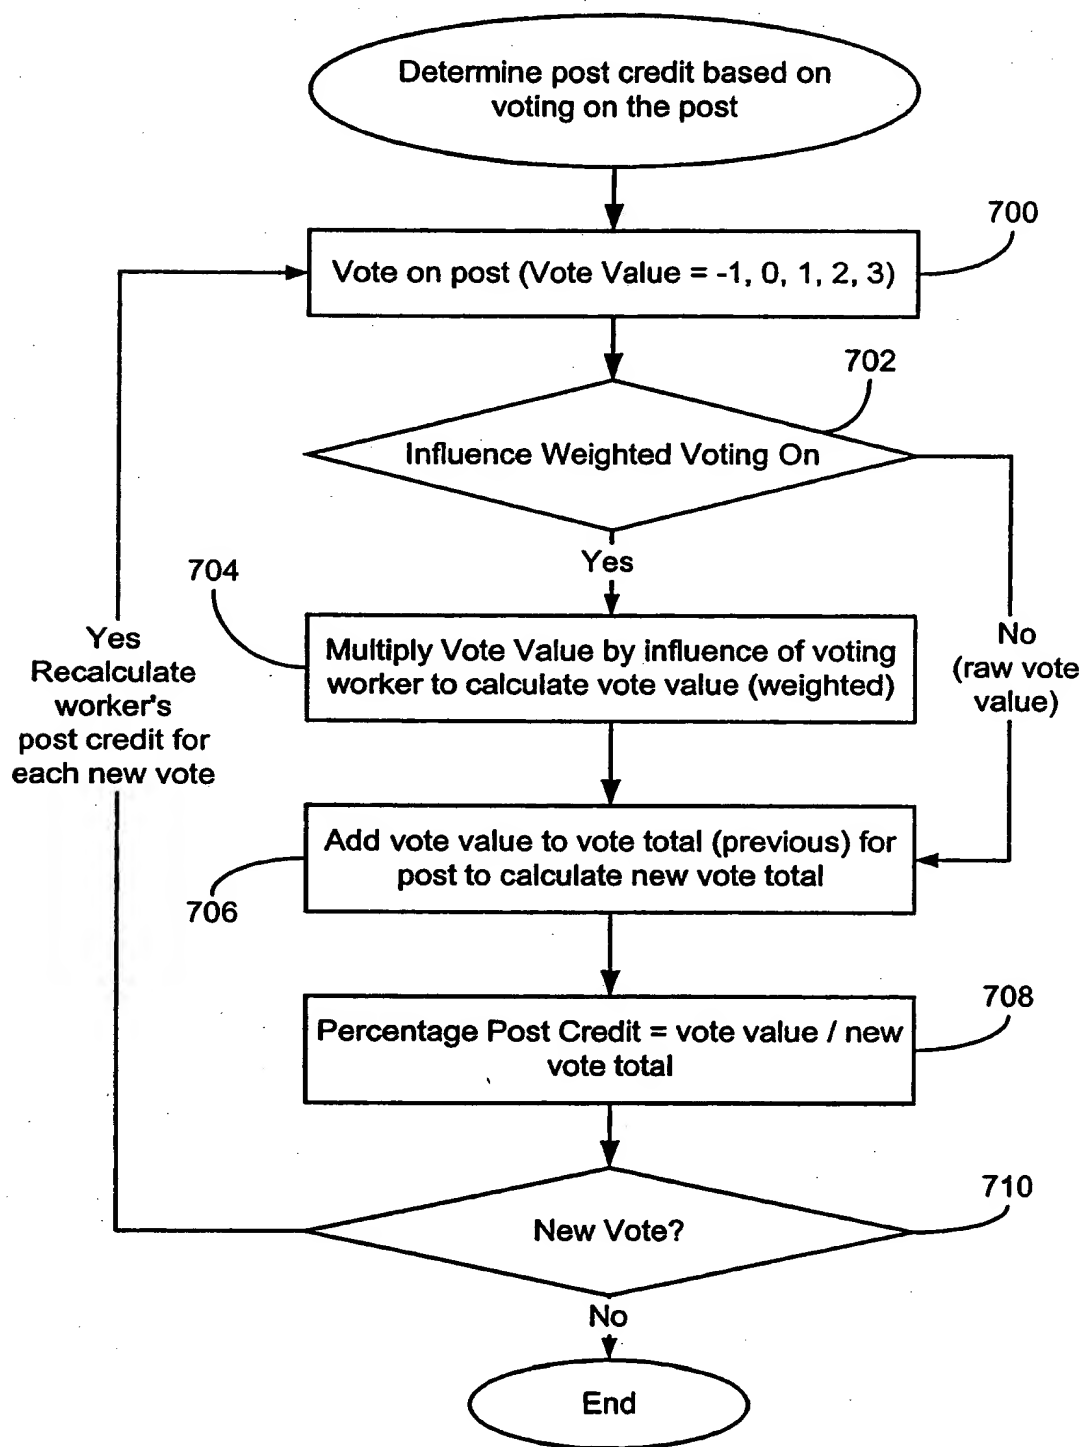 Determine post credit based on
voting on the post
700
Vote on post (Vote Value = -1, 0, 1, 2, 3)
702
Influence Weighted Voting On
Yes
704
Multiply Vote Value by influence of voting
worker to calculate vote value (weighted)
No
(raw vote
value)
Yes
Recalculate
worker's
post credit for
each new vote
Add vote value to vote total (previous) for
post to calculate new vote total
706
708
Percentage Post Credit = vote value / new
vote total
710
New Vote?
No
End